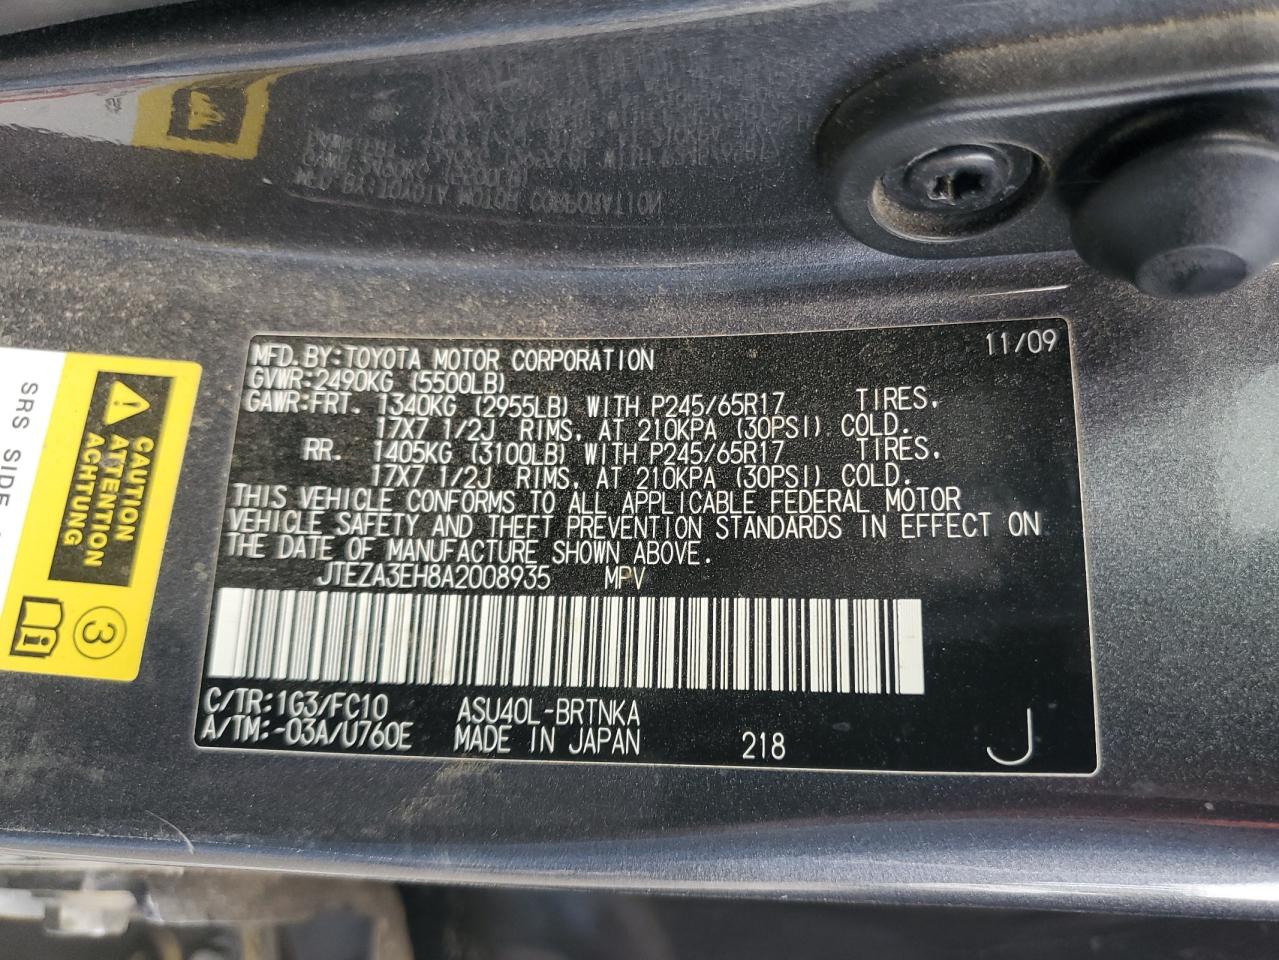 MFD. BY: TOYOTA MOTOR CORPORATION 11/09
GVWR: 2490KG (5500LB)
GAWR: FRT. 1340KG (2955LB) WITH P245/65R17 TIRES,
17X7 1/2J RIMS, AT 210KPA (30PSI) COLD.
RR. 1405KG (3100LB) WITH P245/65R17 TIRES,
17X7 1/2J RIMS, AT 210KPA (30PSI) COLD.
THIS VEHICLE CONFORMS TO ALL APPLICABLE FEDERAL MOTOR
VEHICLE SAFETY AND THEFT PREVENTION STANDARDS IN EFFECT ON
THE DATE OF MANUFACTURE SHOWN ABOVE.
JTEZA3EH8A2008935 MPV
C/TR: 1G3/FC10 ASU40L-BRTNKA
A/TM: -03A/U760E MADE IN JAPAN 218 J
SRS SIDE
CAUTION
ATTENTION
ACHTUNG
3